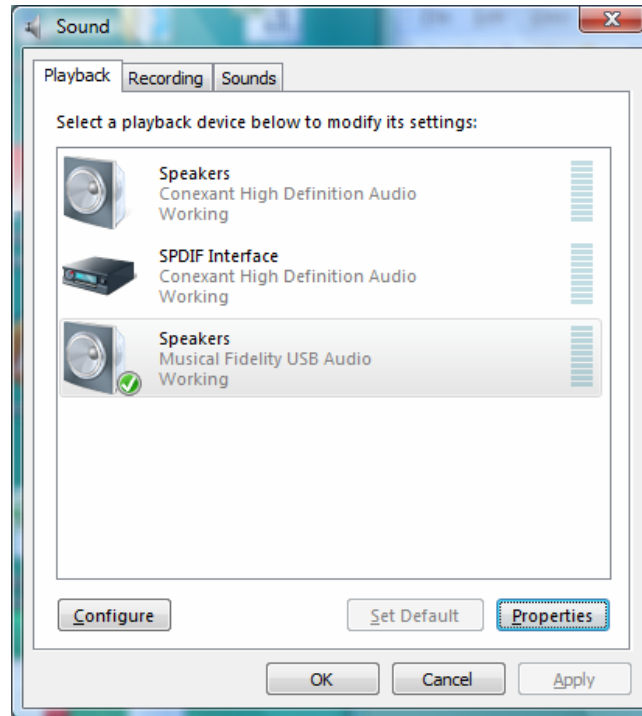 Sound
Playback Recording Sounds
Select a playback device below to modify its settings:
Speakers
Conexant High Definition Audio
Working
SPDIF Interface
Conexant High Definition Audio
Working
Speakers
Musical Fidelity USB Audio
Working
Configure Set Default Properties
OK Cancel Apply